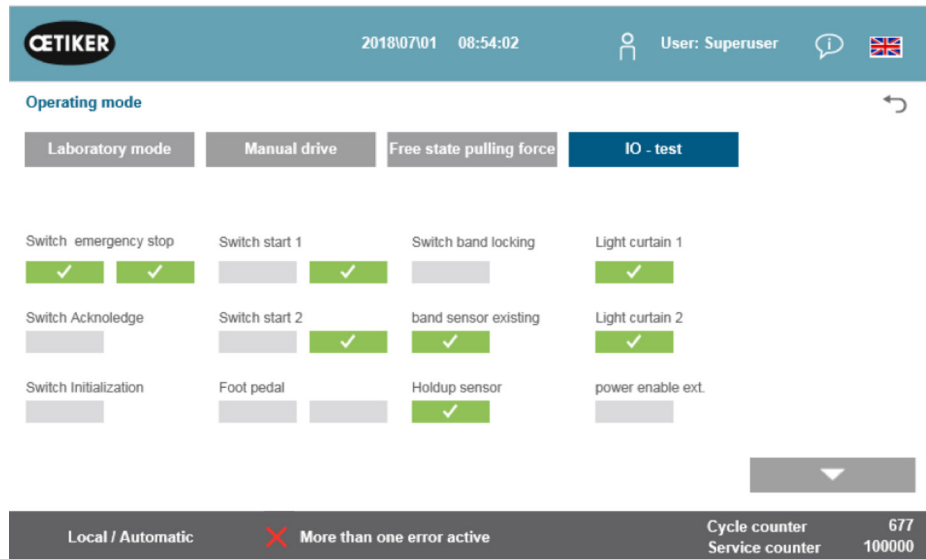 ŒTIKER 2018\07\01 08:54:02 User: Superuser
Operating mode
Laboratory mode Manual drive Free state pulling force IO - test
Switch emergency stop Switch start 1 Switch band locking Light curtain 1
Switch Acknoledge Switch start 2 band sensor existing Light curtain 2
Switch Initialization Foot pedal Holdup sensor power enable ext.
Local / Automatic More than one error active Cycle counter 677
Service counter 100000